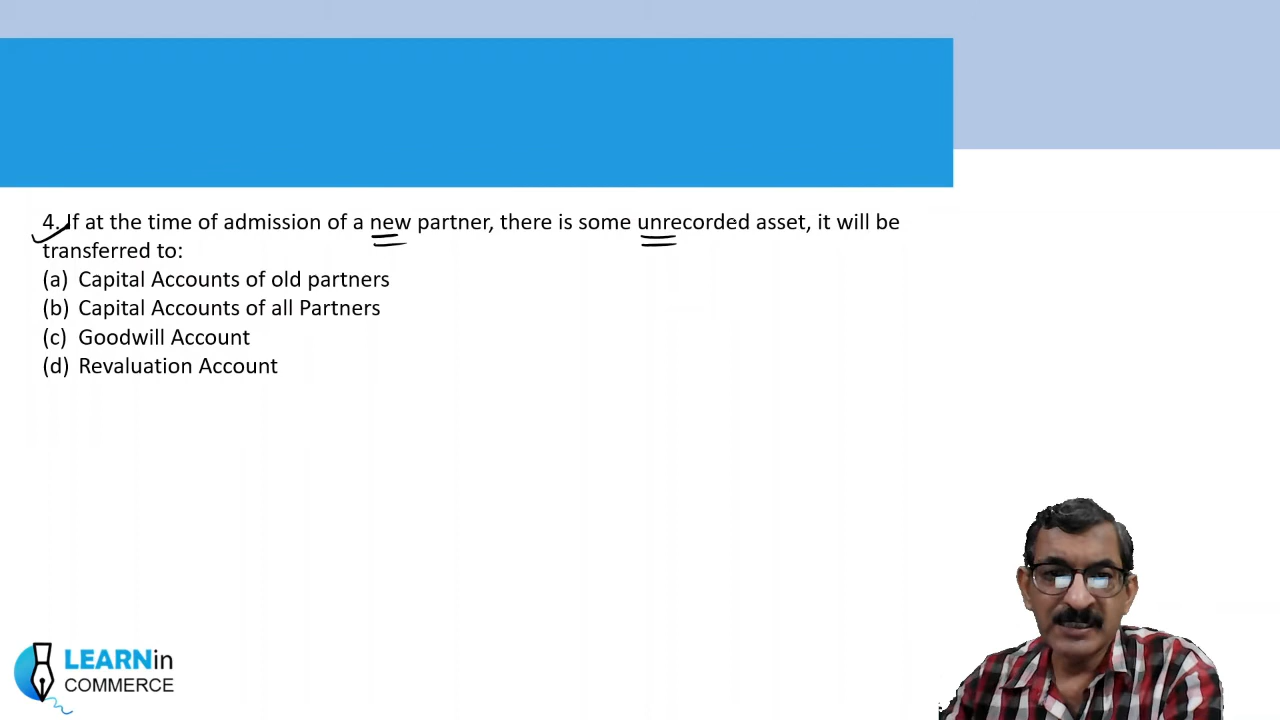 4. If at the time of admission of a new partner, there is some unrecorded asset, it will be
transferred to:
(a) Capital Accounts of old partners
(b) Capital Accounts of all Partners
(c) Goodwill Account
(d) Revaluation Account
LEARNin
COMMERCE